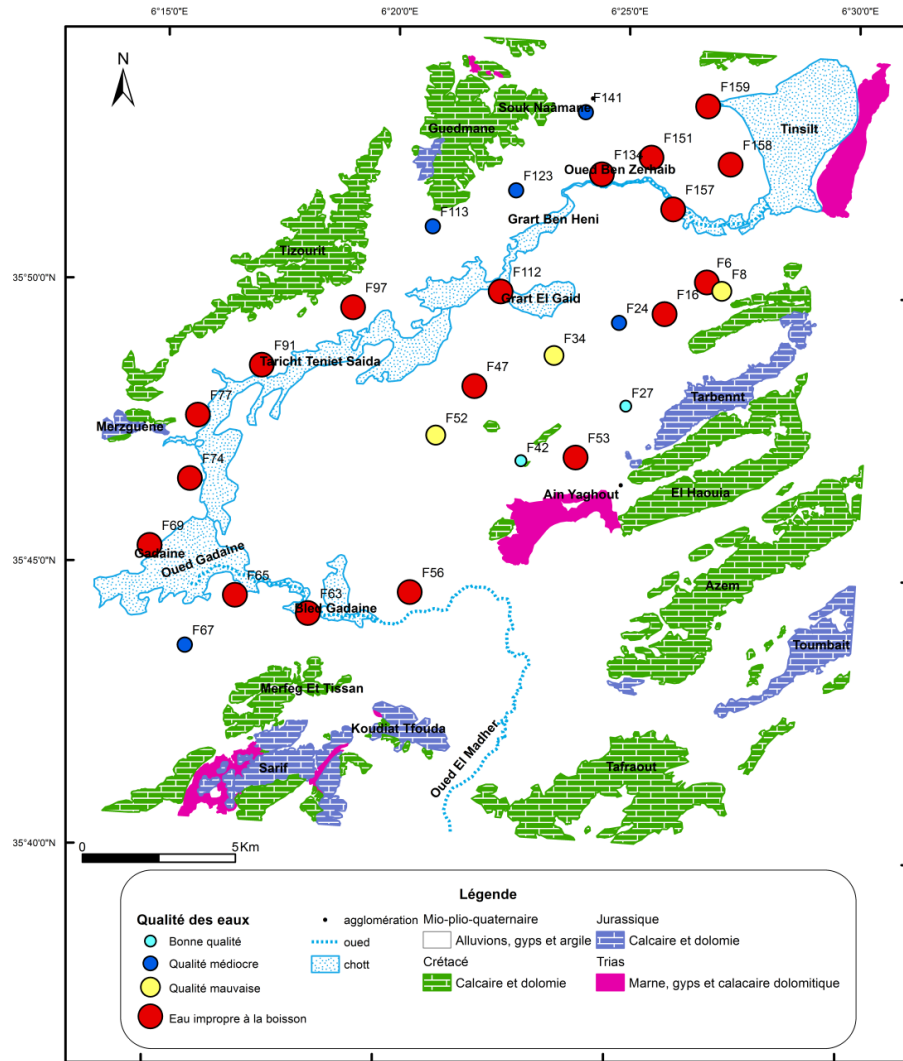 6°15'0"E 6°20'0"E 6°25'0"E 6°30'0"E
N
F159
Souk Naâmane F141
Guedmane
Tinsilt
F151
F134
Oued Ben Zerhaib
F158
F123
F157
Grart Ben Heni
F113
Tizourit
35°50'0"N
F6
F8
F112
F97
Grart El Gaid
F16
F24
F34
F91
Taricht Teniet Saida
F47
Tarbennt
F77
F27
F52
Merzguene
F42
F53
F74
Ain Yaghout
El Haouia
F69
Gadaine
Oued Gadaine
35°45'0"N
F65
F63
F56
Bled Gadaine
Azem
F67
Toumbait
Merfeg Et Tissan
Koudiat Tfouda
Oued El Madher
Sarif
Tafraout
35°40'0"N
0 5Km
Légende
Qualité des eaux
Bonne qualité
Qualité médiocre
Qualité mauvaise
Eau impropre à la boisson
agglomération
oued
chott
Mio-plio-quaternaire
Alluvions, gyps et argile
Crétacé
Calcaire et dolomie
Jurassique
Calcaire et dolomie
Trias
Marne, gyps et calacaire dolomitique